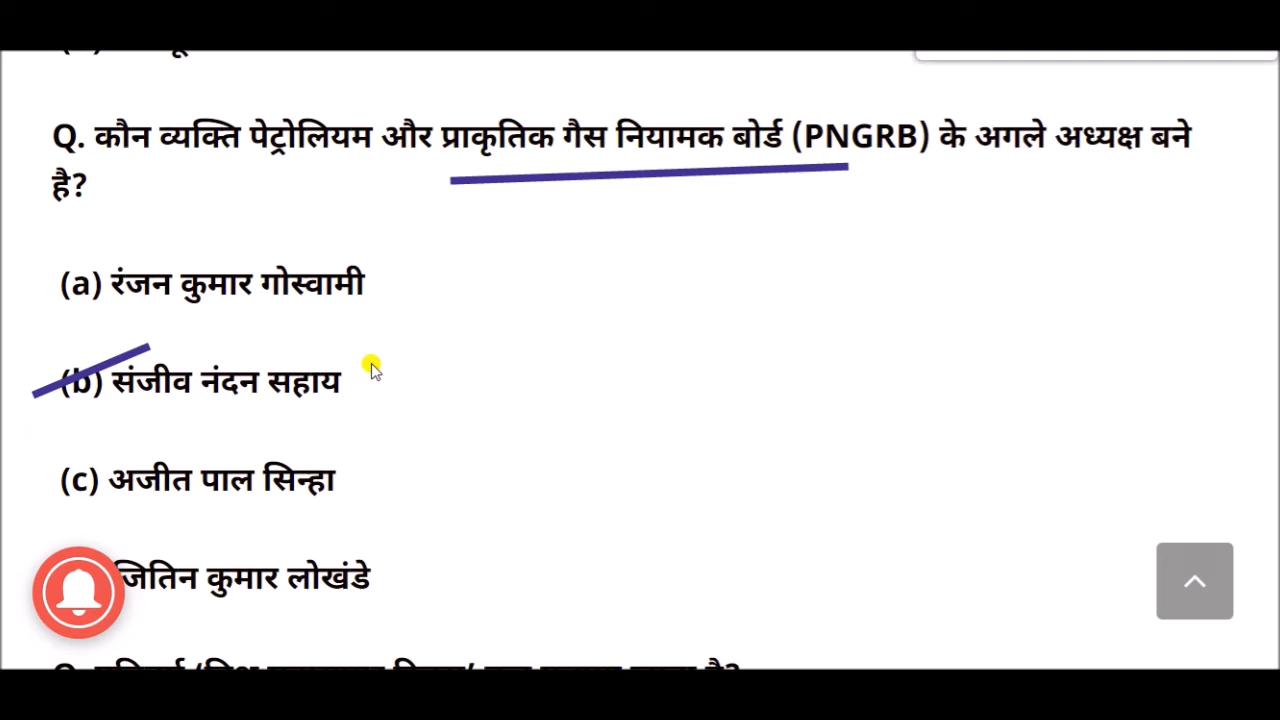 Q. कौन व्यक्ति पेट्रोलियम और प्राकृतिक गैस नियामक बोर्ड (PNGRB) के अगले अध्यक्ष बने
है?
(a) रंजन कुमार गोस्वामी
(b) संजीव नंदन सहाय
(c) अजीत पाल सिन्हा
जितिन कुमार लोखंडे